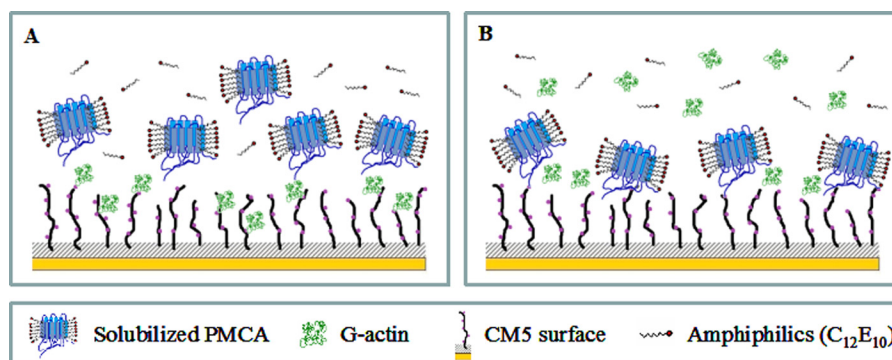 A
B
Solubilized PMCA
G-actin
CM5 surface
Amphiphilics (C₁₂E₁₀)